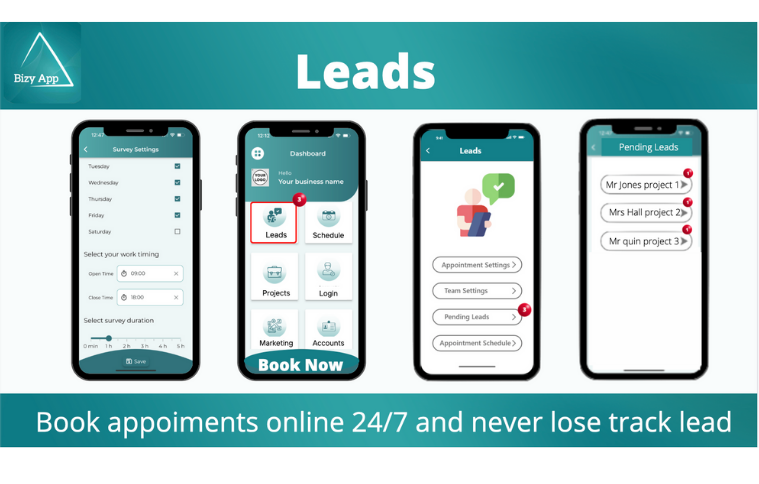 Bizy App
Leads
12:47
Survey Settings
Tuesday
Wednesday
Thursday
Friday
Saturday
Select your work timing
Open Time
09:00
Close Time
18:00
Select survey duration
0 min 1 h 2 h 3 h 4 h 5 h
Save
Dashboard
YOUR LOGO
Hello
Your business name
3
Leads
Schedule
Projects
Login
Marketing
Accounts
Book Now
Leads
Appointment Settings
Team Settings
Pending Leads
3
Appointment Schedule
Pending Leads
1
Mr Jones project 1
1
Mrs Hall project 2
1
Mr quin project 3
Book appoiments online 24/7 and never lose track lead